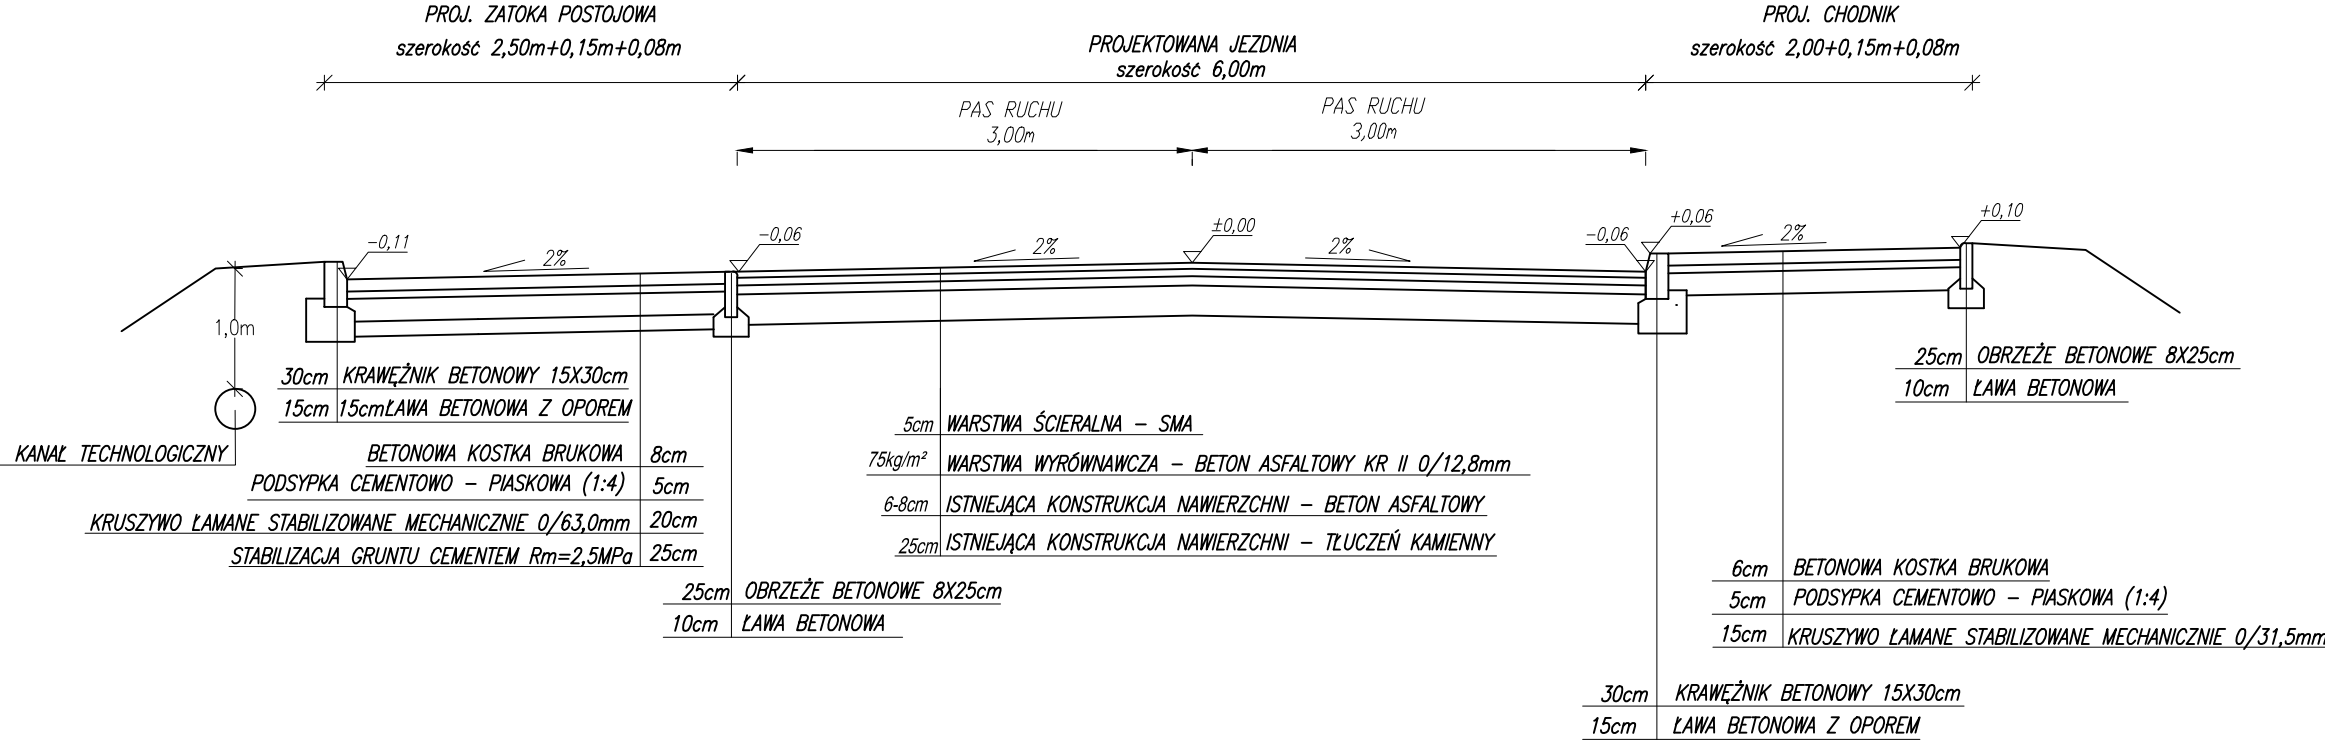 PROJ. ZATOKA POSTOJOWA
szerokość 2,50m+0,15m+0,08m
PROJEKTOWANA JEZDNIA
szerokość 6,00m
PROJ. CHODNIK
szerokość 2,00+0,15m+0,08m
PAS RUCHU
3,00m
PAS RUCHU
3,00m
-0,11
2%
-0,06
2%
±0,00
2%
-0,06
+0,06
2%
+0,10
1,0m
30cm KRAWĘŻNIK BETONOWY 15X30cm
15cm 15cmŁAWA BETONOWA Z OPOREM
KANAŁ TECHNOLOGICZNY
BETONOWA KOSTKA BRUKOWA 8cm
PODSYPKA CEMENTOWO – PIASKOWA (1:4) 5cm
KRUSZYWO ŁAMANE STABILIZOWANE MECHANICZNIE 0/63,0mm 20cm
STABILIZACJA GRUNTU CEMENTEM Rm=2,5MPa 25cm
25cm OBRZEŻE BETONOWE 8X25cm
10cm ŁAWA BETONOWA
5cm WARSTWA ŚCIERALNA – SMA
75kg/m² WARSTWA WYRÓWNAWCZA – BETON ASFALTOWY KR II 0/12,8mm
6-8cm ISTNIEJĄCA KONSTRUKCJA NAWIERZCHNI – BETON ASFALTOWY
25cm ISTNIEJĄCA KONSTRUKCJA NAWIERZCHNI – TŁUCZEŃ KAMIENNY
25cm OBRZEŻE BETONOWE 8X25cm
10cm ŁAWA BETONOWA
6cm BETONOWA KOSTKA BRUKOWA
5cm PODSYPKA CEMENTOWO – PIASKOWA (1:4)
15cm KRUSZYWO ŁAMANE STABILIZOWANE MECHANICZNIE 0/31,5mm
30cm KRAWĘŻNIK BETONOWY 15X30cm
15cm ŁAWA BETONOWA Z OPOREM